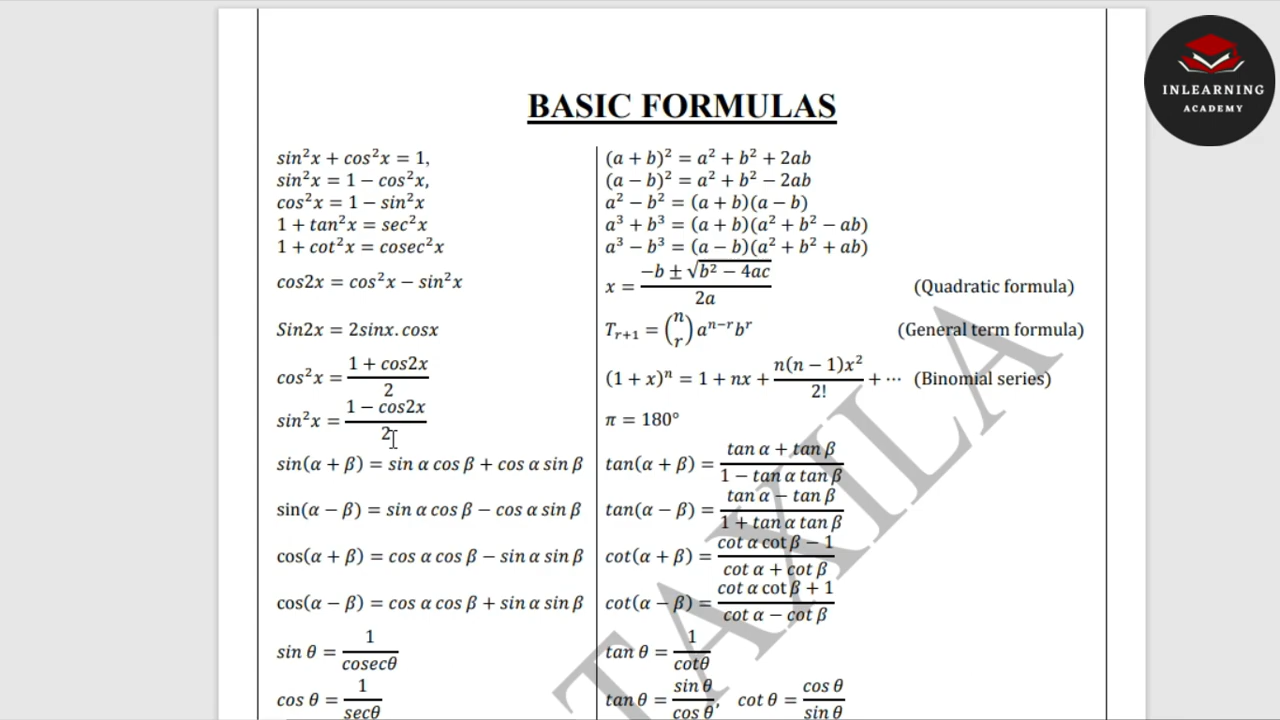 INLEARNING
ACADEMY
BASIC FORMULAS
sin²x + cos²x = 1,
sin²x = 1 − cos²x,
cos²x = 1 − sin²x
1 + tan²x = sec²x
1 + cot²x = cosec²x
cos2x = cos²x − sin²x
Sin2x = 2sinx. cosx
cos²x = (1 + cos2x)/2
sin²x = (1 − cos2x)/2
sin(α + β) = sin α cos β + cos α sin β
sin(α − β) = sin α cos β − cos α sin β
cos(α + β) = cos α cos β − sin α sin β
cos(α − β) = cos α cos β + sin α sin β
sin θ = 1/cosecθ
cos θ = 1/secθ
(a + b)² = a² + b² + 2ab
(a − b)² = a² + b² − 2ab
a² − b² = (a + b)(a − b)
a³ + b³ = (a + b)(a² + b² − ab)
a³ − b³ = (a − b)(a² + b² + ab)
x = (−b ± √(b² − 4ac))/2a (Quadratic formula)
Tᵣ₊₁ = (n r) aⁿ⁻ʳbʳ (General term formula)
(1 + x)ⁿ = 1 + nx + n(n − 1)x²/2! + ⋯ (Binomial series)
π = 180°
tan(α + β) = (tan α + tan β)/(1 − tan α tan β)
tan(α − β) = (tan α − tan β)/(1 + tan α tan β)
cot(α + β) = (cot α cot β − 1)/(cot α + cot β)
cot(α − β) = (cot α cot β + 1)/(cot α − cot β)
tan θ = 1/cotθ
tan θ = sin θ/cos θ, cot θ = cos θ/sin θ
TAXILA